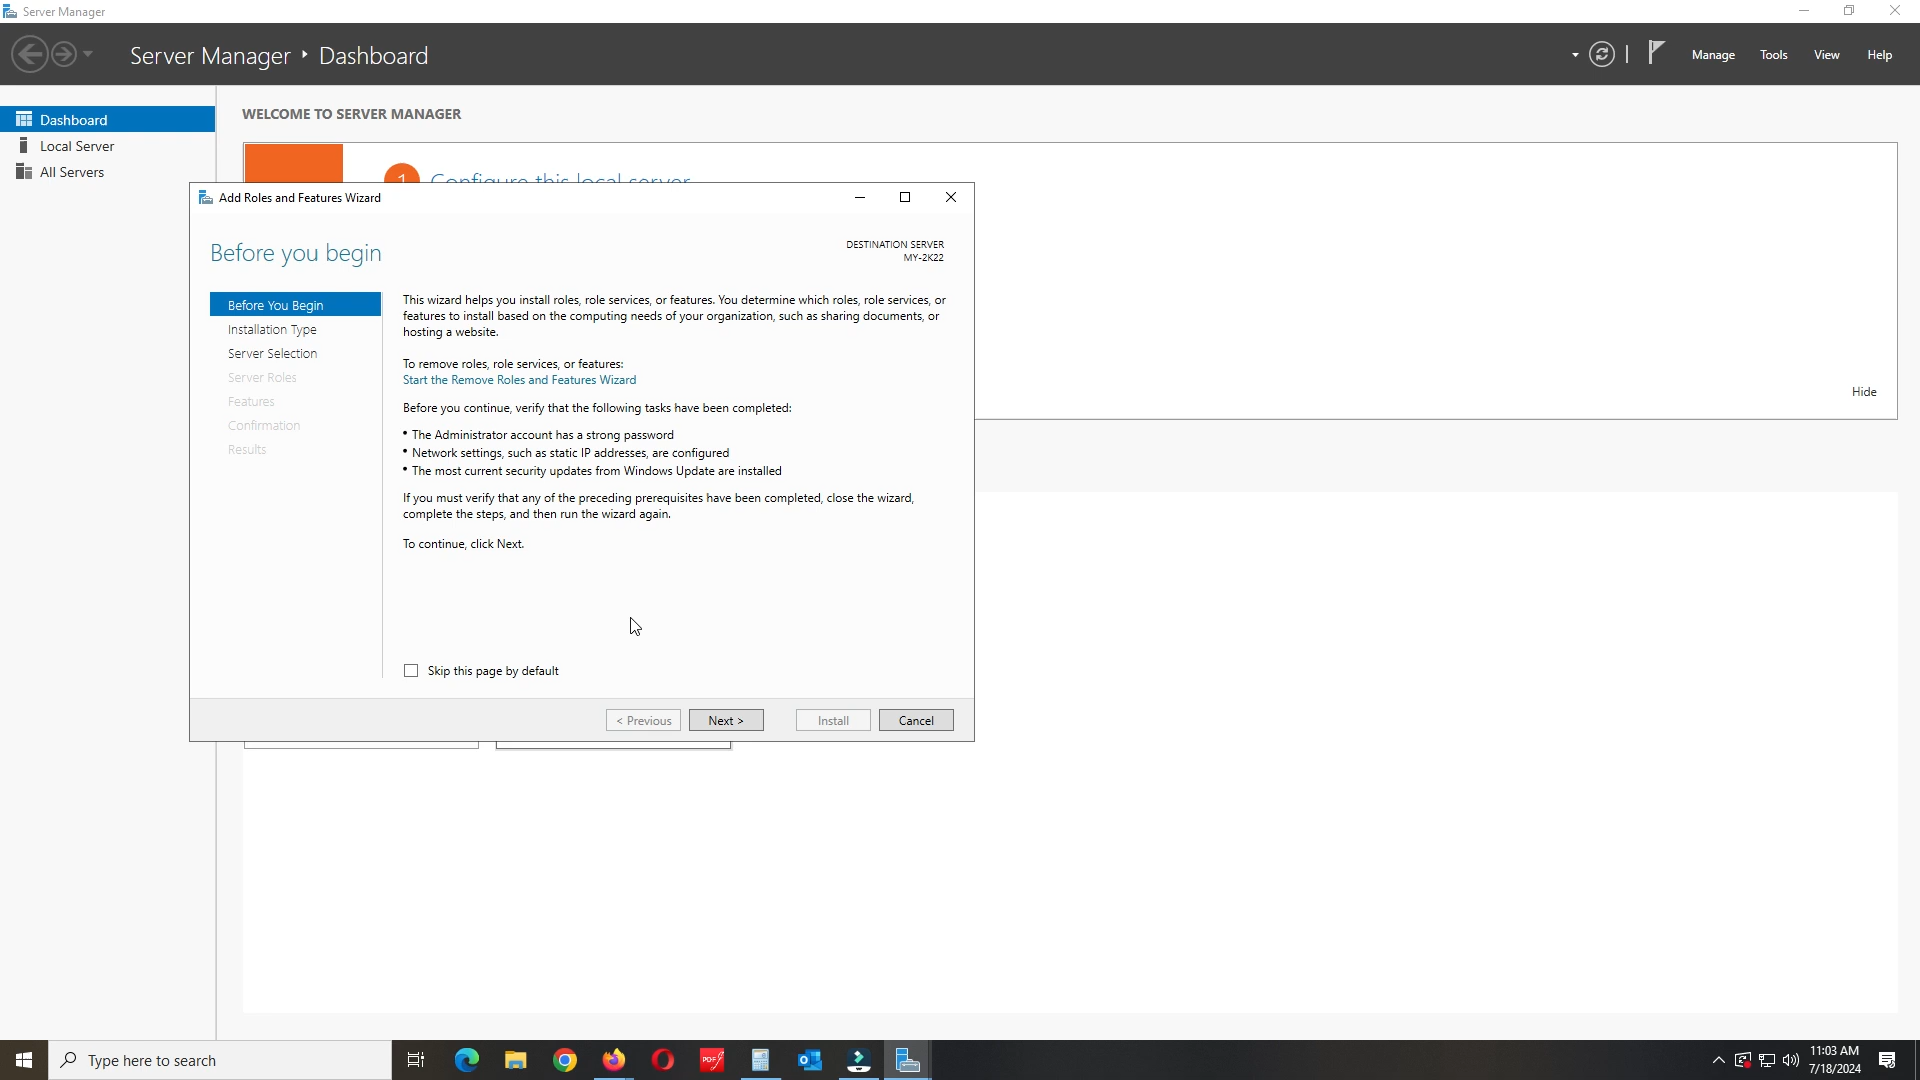 Server Manager
Server Manager ‣ Dashboard
Manage
Tools
View
Help
Dashboard
Local Server
All Servers
WELCOME TO SERVER MANAGER
1 Configure this local server
Hide
Add Roles and Features Wizard
Before you begin
DESTINATION SERVER
MY-2K22
Before You Begin
Installation Type
Server Selection
Server Roles
Features
Confirmation
Results
This wizard helps you install roles, role services, or features. You determine which roles, role services, or
features to install based on the computing needs of your organization, such as sharing documents, or
hosting a website.
To remove roles, role services, or features:
Start the Remove Roles and Features Wizard
Before you continue, verify that the following tasks have been completed:
• The Administrator account has a strong password
• Network settings, such as static IP addresses, are configured
• The most current security updates from Windows Update are installed
If you must verify that any of the preceding prerequisites have been completed, close the wizard,
complete the steps, and then run the wizard again.
To continue, click Next.
Skip this page by default
< Previous
Next >
Install
Cancel
Type here to search
PDF
11:03 AM
7/18/2024